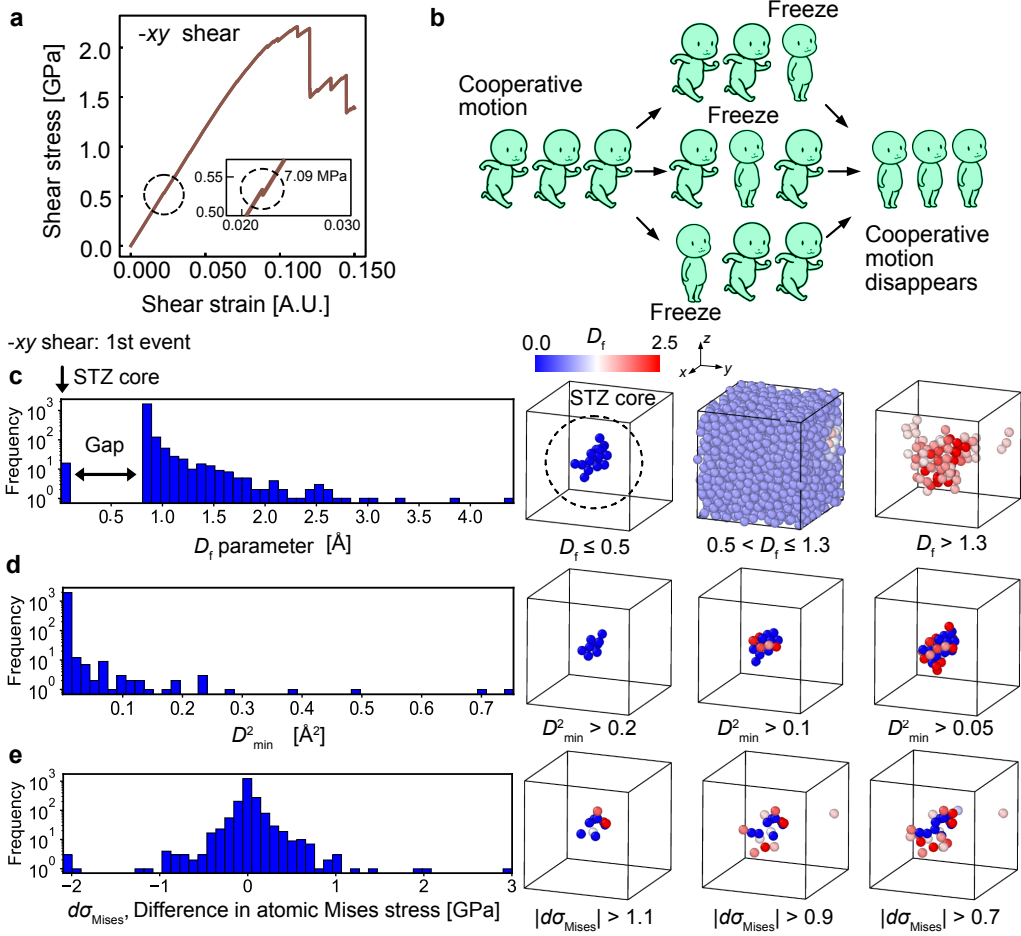 a
-xy shear
Shear stress [GPa]
2.0
1.5
1.0
0.5
0.0
0.55
0.50
7.09 MPa
0.020
0.030
0.000
0.050
0.100
0.150
Shear strain [A.U.]
b
Freeze
Cooperative
motion
Freeze
Freeze
Cooperative
motion
disappears
-xy shear: 1st event
c
STZ core
Gap
Frequency
10³
10²
10¹
10⁰
0.5
1.0
1.5
2.0
2.5
3.0
3.5
4.0
D_f parameter [Å]
0.0
D_f
2.5
z
x
y
STZ core
D_f ≤ 0.5
0.5 < D_f ≤ 1.3
D_f > 1.3
d
Frequency
10³
10²
10¹
10⁰
0.1
0.2
0.3
0.4
0.5
0.6
0.7
D²_min [Å²]
D²_min > 0.2
D²_min > 0.1
D²_min > 0.05
e
Frequency
10³
10²
10¹
10⁰
−2
−1
0
1
2
3
dσ_Mises, Difference in atomic Mises stress [GPa]
|dσ_Mises| > 1.1
|dσ_Mises| > 0.9
|dσ_Mises| > 0.7